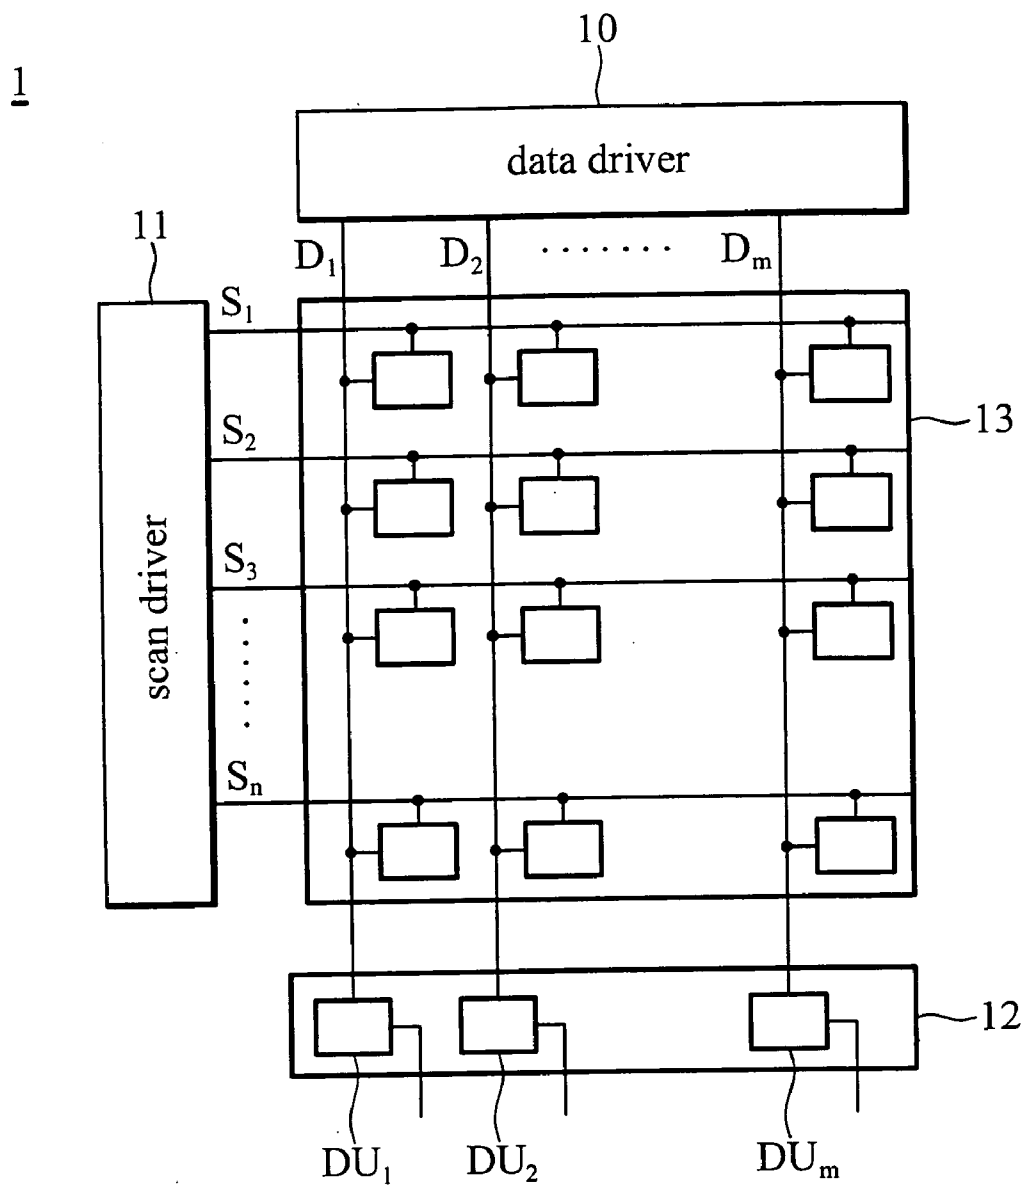 10
1
data driver
11
D1 D2 ....... Dm
S1
13
S2
scan driver
S3
Sn
12
DU1 DU2 DUm